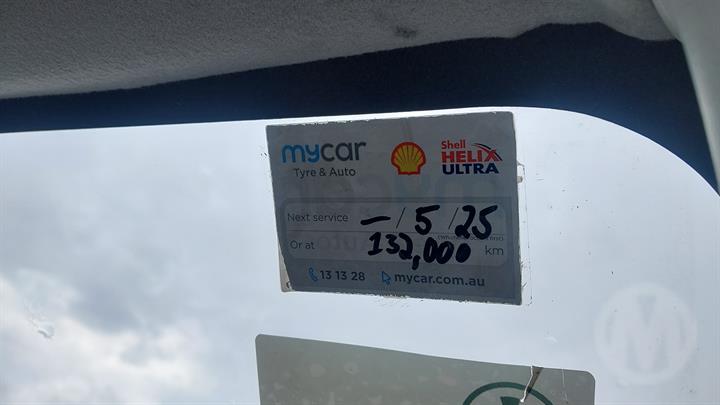 mycar
Tyre & Auto
Shell
HELIX
ULTRA
Next service — / 5 / 25
Or at 132,000 km
13 13 28 mycar.com.au
M